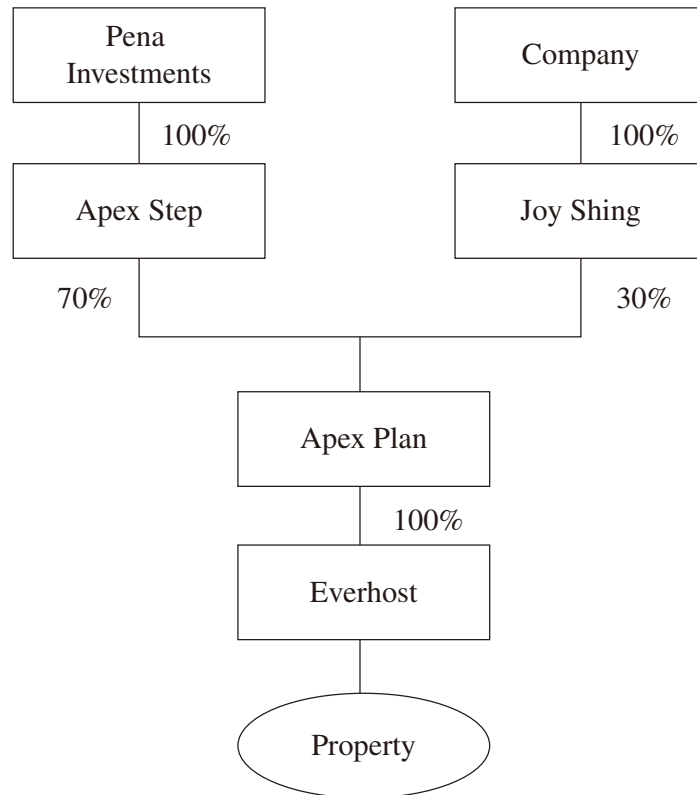 Pena
Investments
Company
100%
100%
Apex Step
Joy Shing
70%
30%
Apex Plan
100%
Everhost
Property